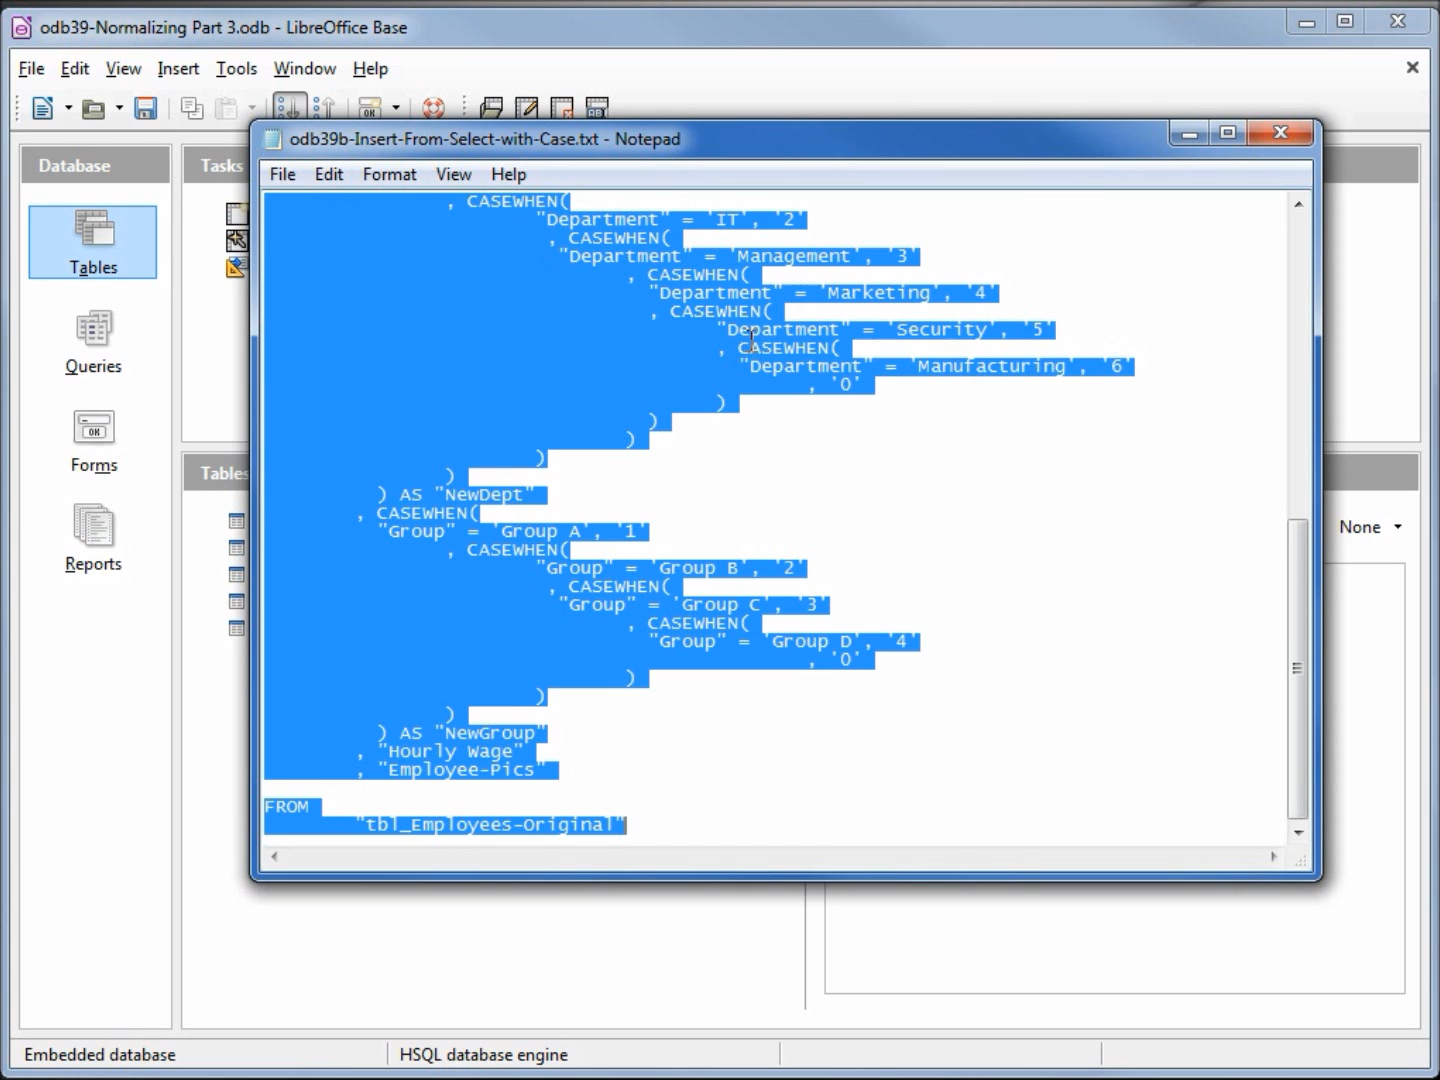 odb39-Normalizing Part 3.odb - LibreOffice Base
File Edit View Insert Tools Window Help
Database
Tasks
Tables
Queries
Forms
Reports
Tables
None
odb39b-Insert-From-Select-with-Case.txt - Notepad
File Edit Format View Help
, CASEWHEN(
"Department" = 'IT', '2'
, CASEWHEN(
"Department" = 'Management', '3'
, CASEWHEN(
"Department" = 'Marketing', '4'
, CASEWHEN(
"Department" = 'Security', '5'
, CASEWHEN(
"Department" = 'Manufacturing', '6'
, '0'
)
)
)
)
)
) AS "NewDept"
, CASEWHEN(
"Group" = 'Group A', '1'
, CASEWHEN(
"Group" = 'Group B', '2'
, CASEWHEN(
"Group" = 'Group C', '3'
, CASEWHEN(
"Group" = 'Group D', '4'
, '0'
)
)
)
) AS "NewGroup"
, "Hourly Wage"
, "Employee-Pics"
FROM
"tbl_Employees-Original"
Embedded database
HSQL database engine